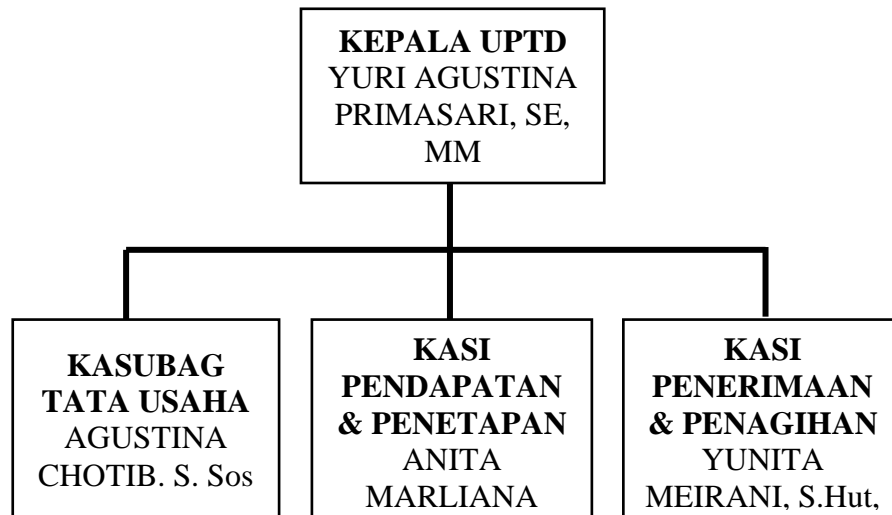 KEPALA UPTD
YURI AGUSTINA
PRIMASARI, SE,
MM
KASUBAG
TATA USAHA
AGUSTINA
CHOTIB. S. Sos
KASI
PENDAPATAN
& PENETAPAN
ANITA
MARLIANA
KASI
PENERIMAAN
& PENAGIHAN
YUNITA
MEIRANI, S.Hut,